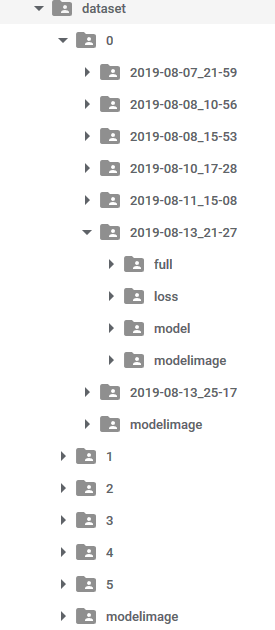 dataset
0
2019-08-07_21-59
2019-08-08_10-56
2019-08-08_15-53
2019-08-10_17-28
2019-08-11_15-08
2019-08-13_21-27
full
loss
model
modelimage
2019-08-13_25-17
modelimage
1
2
3
4
5
modelimage